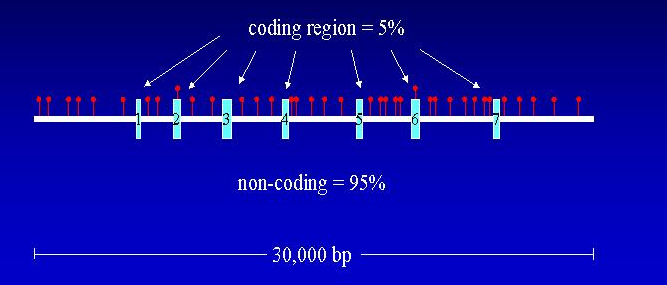 coding region = 5%
1 2 3 4 5 6 7
non-coding = 95%
30,000 bp